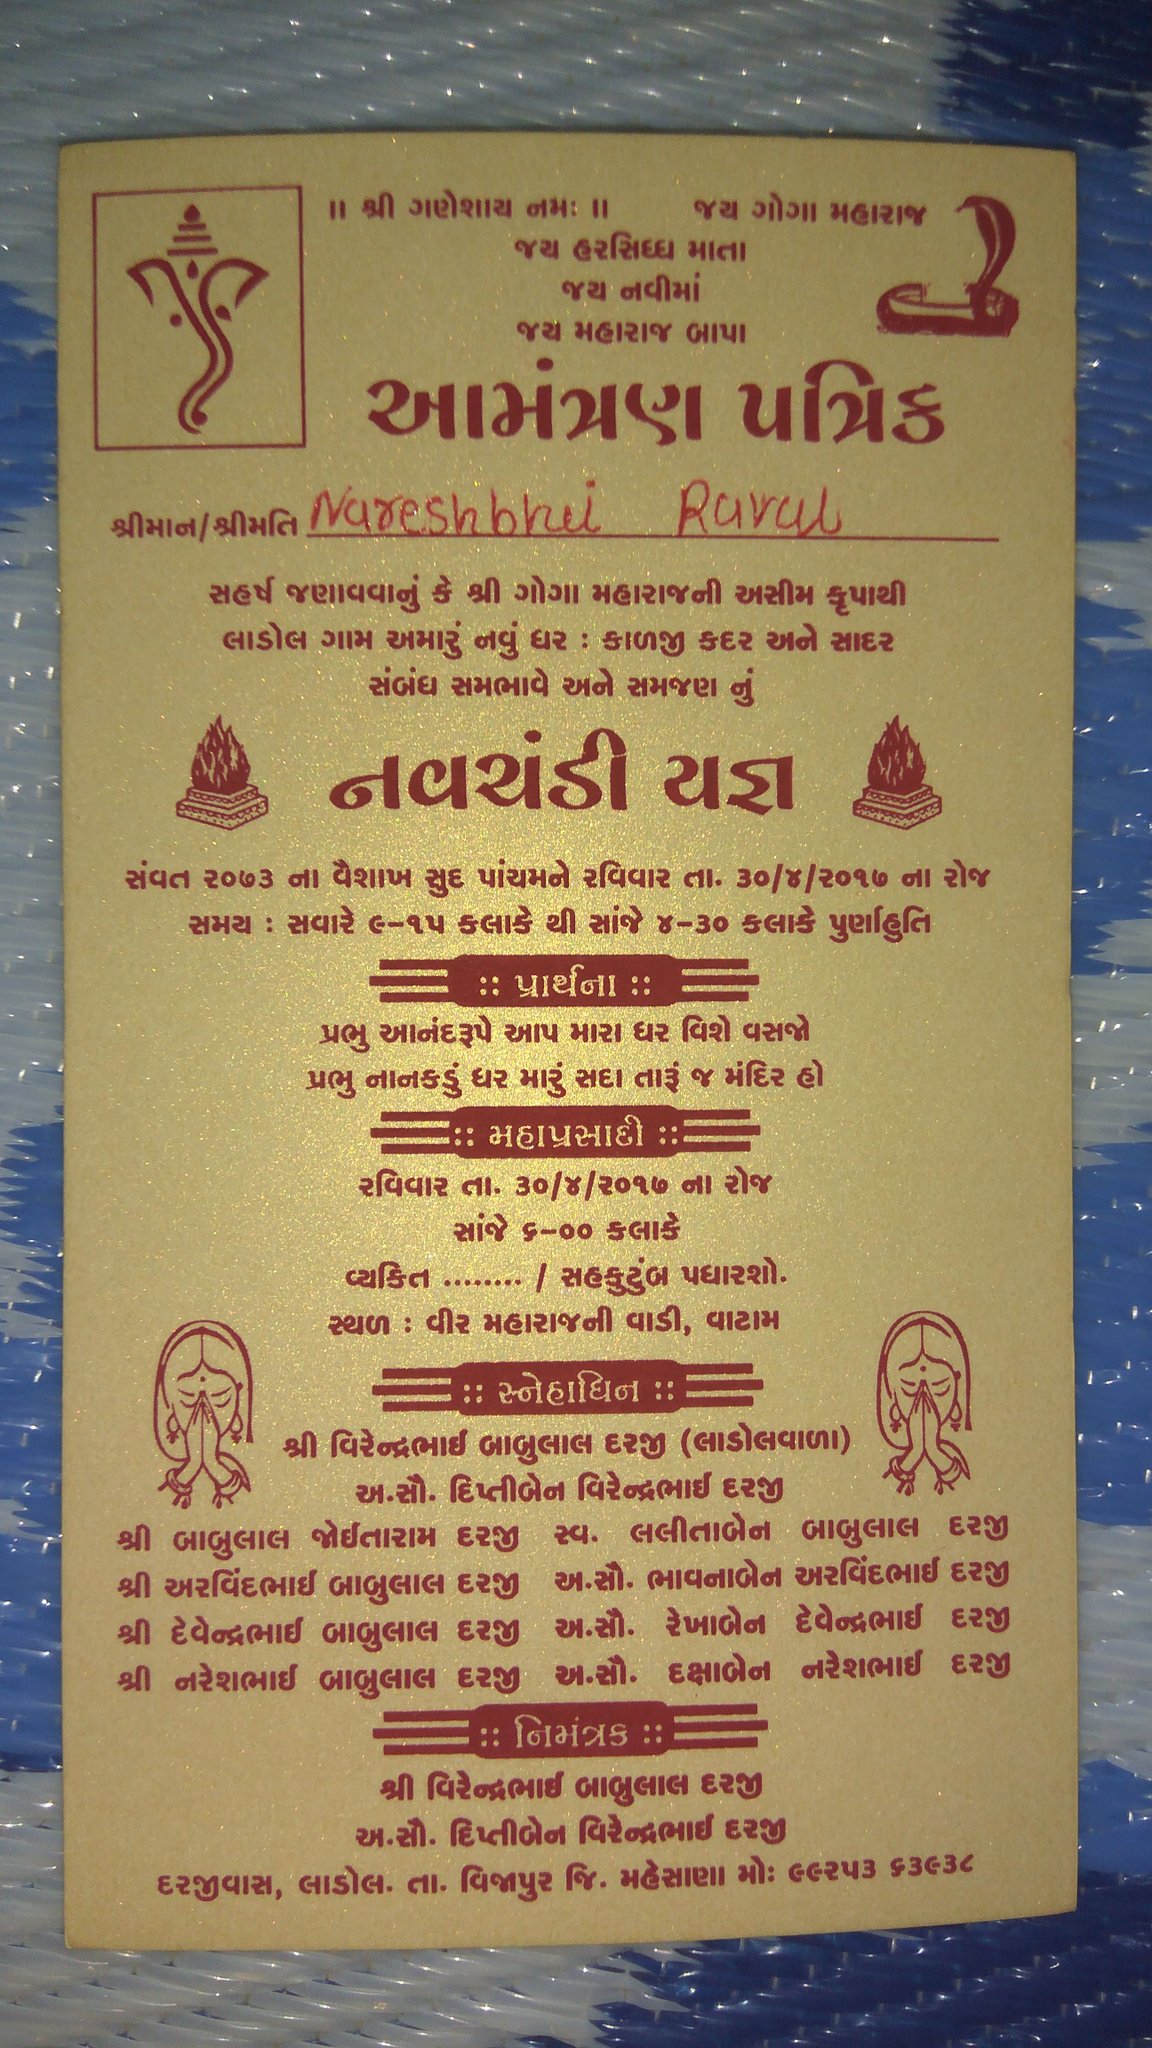 ॥ શ્રી ગણેશાય નમઃ ॥ જય ગોગા મહારાજ
જય હરસિધ્ધ માતા
જય નવીમાં
જય મહારાજ બાપા
આમંત્રણ પત્રિક
શ્રીમાન/શ્રીમતિ Nareshbhai Raval
સહર્ષ જણાવવાનું કે શ્રી ગોગા મહારાજની અસીમ કૃપાથી
લાડોલ ગામ અમારું નવું ઘર : કાળજી કદર અને સાદર
સંબંધ સમભાવે અને સમજણ નું
નવચંડી યજ્ઞ
સંવત ૨૦૭૩ ના વૈશાખ સુદ પાંચમને રવિવાર તા. ૩૦/૪/૨૦૧૭ ના રોજ
સમય : સવારે ૯-૧૫ કલાકે થી સાંજે ૪-૩૦ કલાકે પુર્ણાહુતિ
:: પ્રાર્થના ::
પ્રભુ આનંદરૂપે આપ મારા ઘર વિશે વસજો
પ્રભુ નાનકડું ઘર મારું સદા તારૂં જ મંદિર હો
:: મહાપ્રસાદી ::
રવિવાર તા. ૩૦/૪/૨૦૧૭ ના રોજ
સાંજે ૬-૦૦ કલાકે
વ્યકિત ........ / સહકુટુંબ પધારશો.
સ્થળ : વીર મહારાજની વાડી, વાટામ
:: સ્નેહાધિન ::
શ્રી વિરેન્દ્રભાઈ બાબુલાલ દરજી (લાડોલવાળા)
અ.સૌ. દિપ્તીબેન વિરેન્દ્રભાઈ દરજી
શ્રી બાબુલાલ જોઈતારામ દરજી સ્વ. લલીતાબેન બાબુલાલ દરજી
શ્રી અરવિંદભાઈ બાબુલાલ દરજી અ.સૌ. ભાવનાબેન અરવિંદભાઈ દરજી
શ્રી દેવેન્દ્રભાઈ બાબુલાલ દરજી અ.સૌ. રેખાબેન દેવેન્દ્રભાઈ દરજી
શ્રી નરેશભાઈ બાબુલાલ દરજી અ.સૌ. દક્ષાબેન નરેશભાઈ દરજી
:: નિમંત્રક ::
શ્રી વિરેન્દ્રભાઈ બાબુલાલ દરજી
અ.સૌ. દિપ્તીબેન વિરેન્દ્રભાઈ દરજી
દરજીવાસ, લાડોલ. તા. વિજાપુર જિ. મહેસાણા મોઃ ૯૯૨૫૩ ૬૩૯૩૮